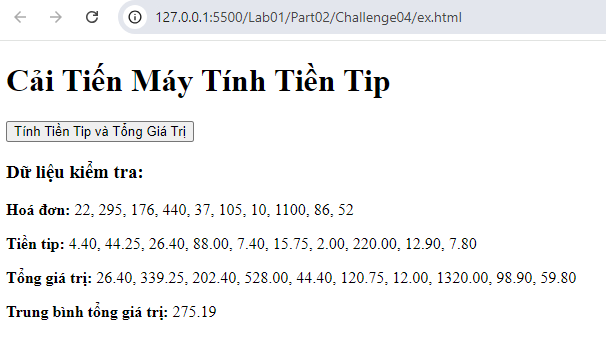 127.0.0.1:5500/Lab01/Part02/Challenge04/ex.html
Cải Tiến Máy Tính Tiền Tip
Tính Tiền Tip và Tổng Giá Trị
Dữ liệu kiểm tra:
Hoá đơn: 22, 295, 176, 440, 37, 105, 10, 1100, 86, 52
Tiền tip: 4.40, 44.25, 26.40, 88.00, 7.40, 15.75, 2.00, 220.00, 12.90, 7.80
Tổng giá trị: 26.40, 339.25, 202.40, 528.00, 44.40, 120.75, 12.00, 1320.00, 98.90, 59.80
Trung bình tổng giá trị: 275.19